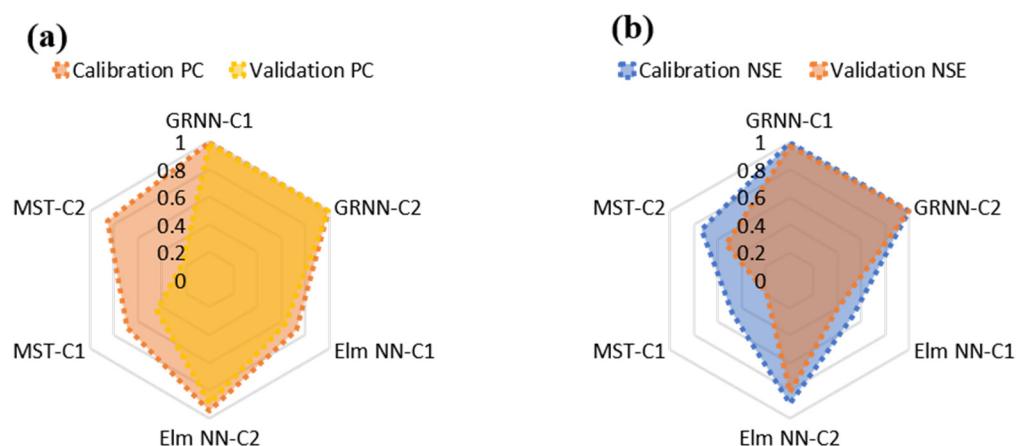 (a)
Calibration PC Validation PC
GRNN-C1
1
0.8
0.6
0.4
0.2
0
GRNN-C2
Elm NN-C1
Elm NN-C2
MST-C1
MST-C2
(b)
Calibration NSE Validation NSE
GRNN-C1
1
0.8
0.6
0.4
0.2
0
GRNN-C2
Elm NN-C1
Elm NN-C2
MST-C1
MST-C2